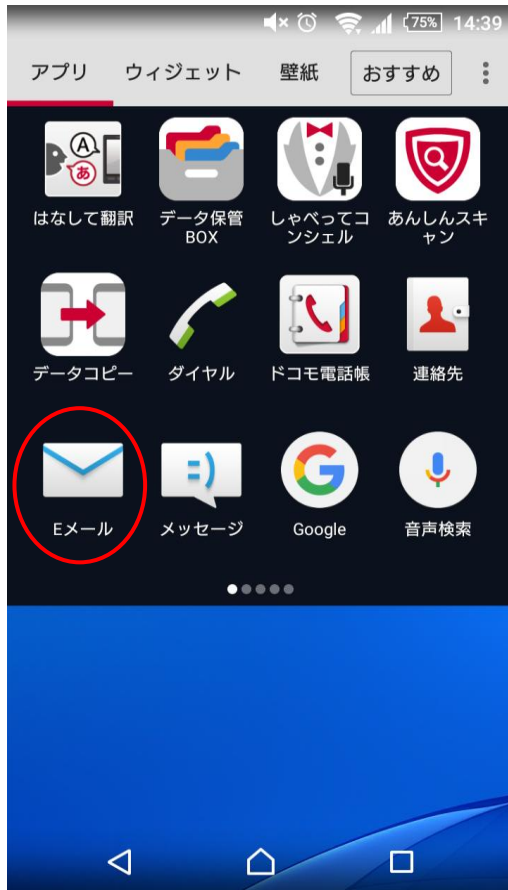 75% 14:39
アプリ ウィジェット 壁紙 おすすめ
A
あ
はなして翻訳 データ保管 しゃべってコ あんしんスキ
BOX ンシェル ャン
データコピー ダイヤル ドコモ電話帳 連絡先
=)
G
Eメール メッセージ Google 音声検索